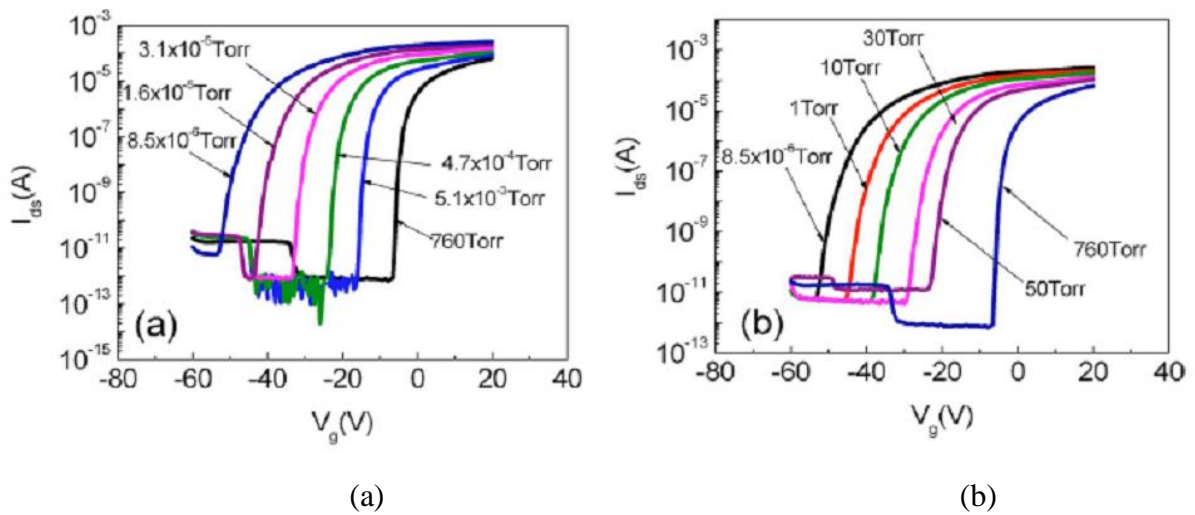 (a)
10⁻³
10⁻⁵
10⁻⁷
10⁻⁹
10⁻¹¹
10⁻¹³
10⁻¹⁵
I_ds(A)
3.1x10⁻⁵Torr
1.6x10⁻⁵Torr
8.5x10⁻⁶Torr
4.7x10⁻⁴Torr
5.1x10⁻³Torr
760Torr
(a)
-80 -60 -40 -20 0 20 40
V_g(V)
(b)
10⁻³
10⁻⁵
10⁻⁷
10⁻⁹
10⁻¹¹
10⁻¹³
I_ds(A)
30Torr
10Torr
1Torr
8.5x10⁻⁶Torr
760Torr
50Torr
(b)
-80 -60 -40 -20 0 20 40
V_g(V)
(a) (b)